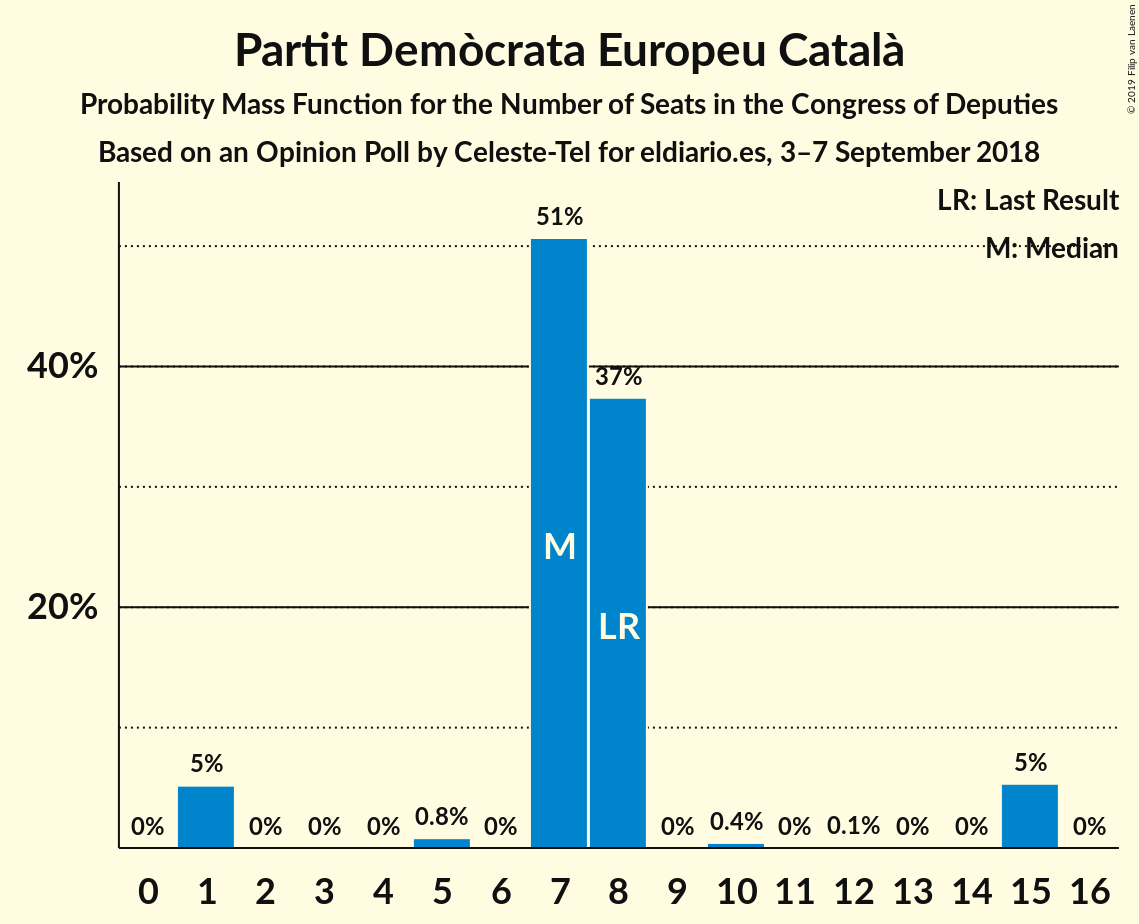 Partit Demòcrata Europeu Català
Probability Mass Function for the Number of Seats in the Congress of Deputies
Based on an Opinion Poll by Celeste-Tel for eldiario.es, 3–7 September 2018
© 2019 Filip van Laenen
LR: Last Result
M: Median
51%
40%
37%
M
20%
LR
5%
5%
0%
0%
0%
0%
0.8%
0%
0%
0.4%
0%
0.1%
0%
0%
0%
0 1 2 3 4 5 6 7 8 9 10 11 12 13 14 15 16